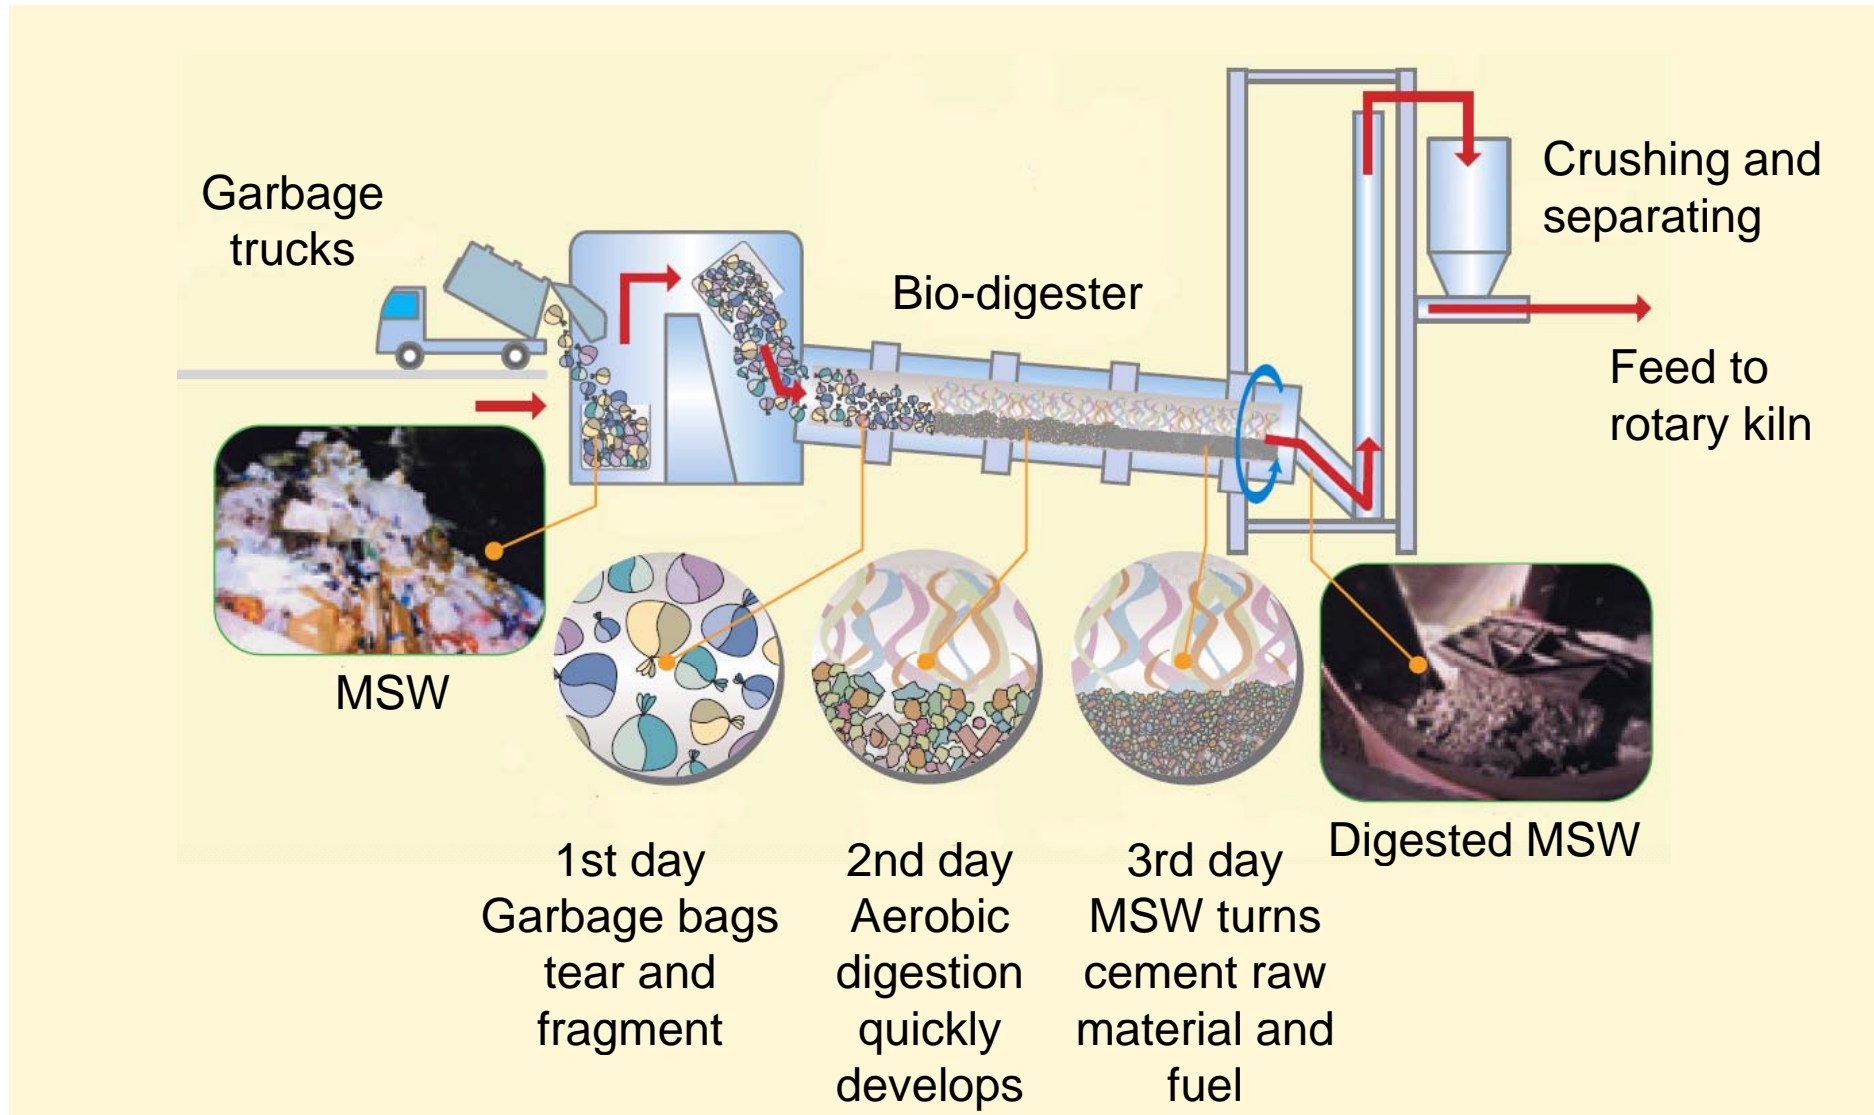 Garbage
trucks
Bio-digester
Crushing and
separating
Feed to
rotary kiln
MSW
Digested MSW
1st day
Garbage bags
tear and
fragment
2nd day
Aerobic
digestion
quickly
develops
3rd day
MSW turns
cement raw
material and
fuel